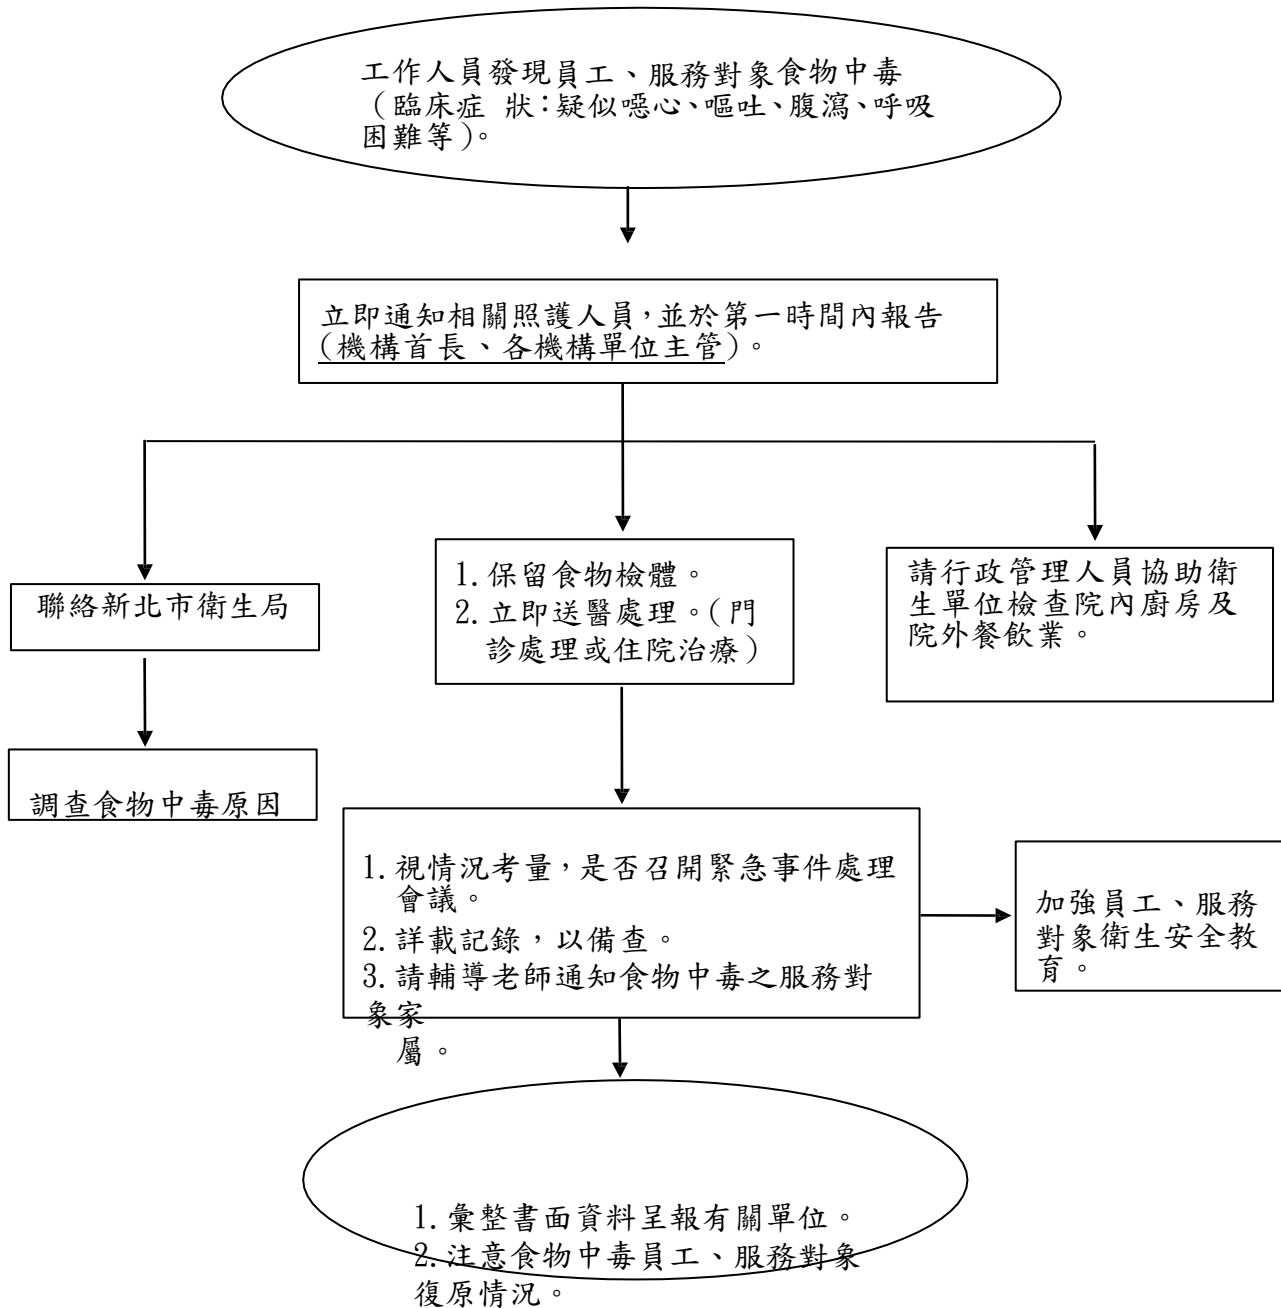 工作人員發現員工、服務對象食物中毒
（臨床症 狀：疑似噁心、嘔吐、腹瀉、呼吸
困難等）。
立即通知相關照護人員，並於第一時間內報告
(機構首長、各機構單位主管)。
聯絡新北市衛生局
1.保留食物檢體。
2.立即送醫處理。(門
診處理或住院治療)
請行政管理人員協助衛
生單位檢查院內廚房及
院外餐飲業。
調查食物中毒原因
1.視情況考量，是否召開緊急事件處理
會議。
2.詳載記錄，以備查。
3.請輔導老師通知食物中毒之服務對
象家
屬。
加強員工、服務
對象衛生安全教
育。
1.彙整書面資料呈報有關單位。
2.注意食物中毒員工、服務對象
復原情況。